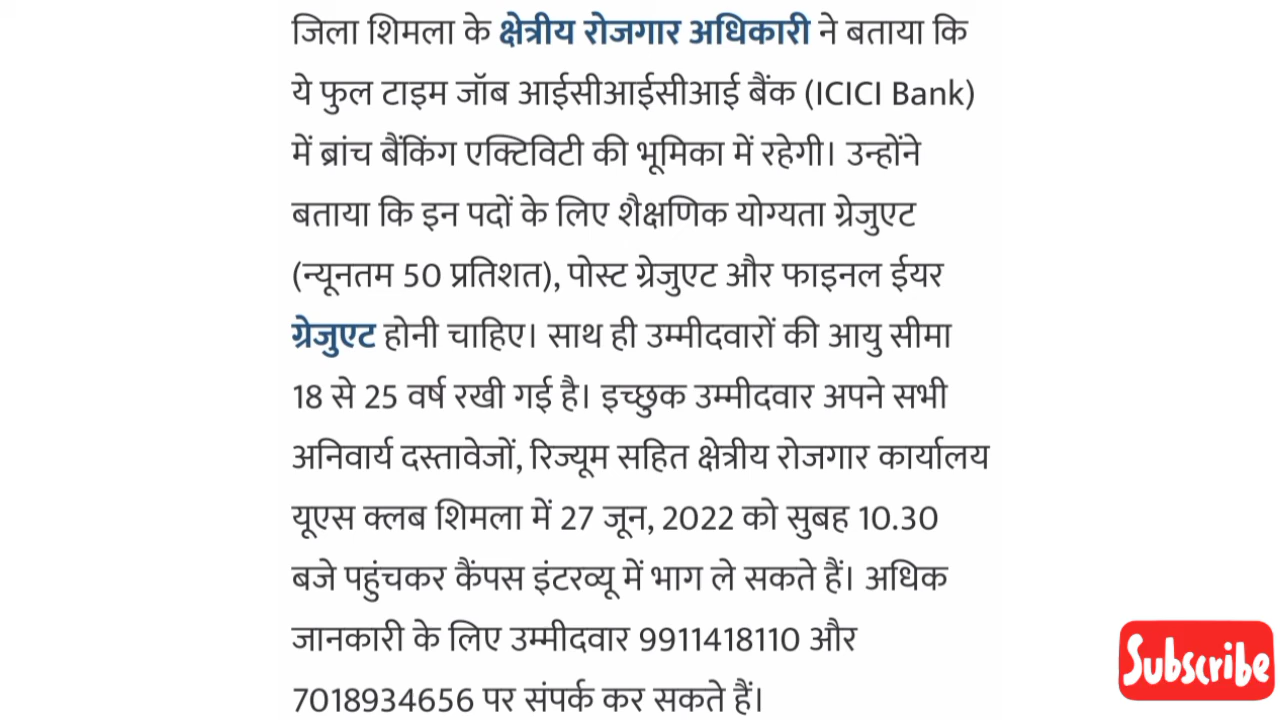 जिला शिमला के क्षेत्रीय रोजगार अधिकारी ने बताया कि
ये फुल टाइम जॉब आईसीआईसीआई बैंक (ICICI Bank)
में ब्रांच बैंकिंग एक्टिविटी की भूमिका में रहेगी। उन्होंने
बताया कि इन पदों के लिए शैक्षणिक योग्यता ग्रेजुएट
(न्यूनतम 50 प्रतिशत), पोस्ट ग्रेजुएट और फाइनल ईयर
ग्रेजुएट होनी चाहिए। साथ ही उम्मीदवारों की आयु सीमा
18 से 25 वर्ष रखी गई है। इच्छुक उम्मीदवार अपने सभी
अनिवार्य दस्तावेजों, रिज्यूम सहित क्षेत्रीय रोजगार कार्यालय
यूएस क्लब शिमला में 27 जून, 2022 को सुबह 10.30
बजे पहुंचकर कैंपस इंटरव्यू में भाग ले सकते हैं। अधिक
जानकारी के लिए उम्मीदवार 9911418110 और
7018934656 पर संपर्क कर सकते हैं।
Subscribe